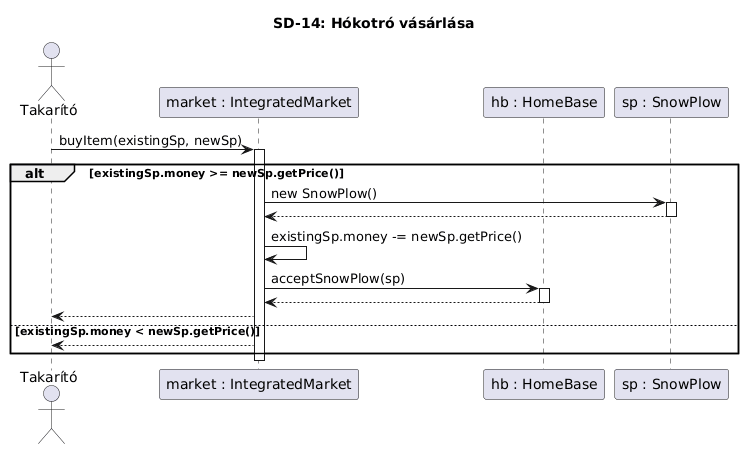 SD-14: Hókotró vásárlása
Takarító
market : IntegratedMarket
hb : HomeBase
sp : SnowPlow
buyItem(existingSp, newSp)
alt
[existingSp.money >= newSp.getPrice()]
new SnowPlow()
existingSp.money -= newSp.getPrice()
acceptSnowPlow(sp)
[existingSp.money < newSp.getPrice()]
Takarító
market : IntegratedMarket
hb : HomeBase
sp : SnowPlow